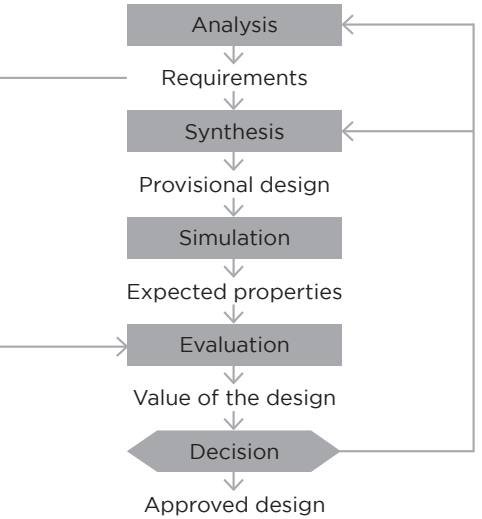 Analysis
Requirements
Synthesis
Provisional design
Simulation
Expected properties
Evaluation
Value of the design
Decision
Approved design